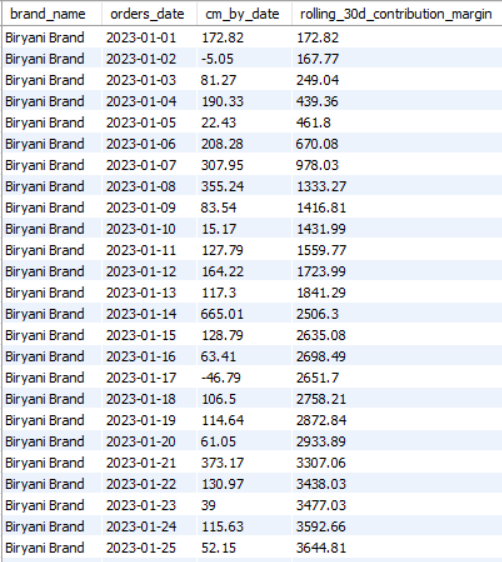 brand_name orders_date cm_by_date rolling_30d_contribution_margin
Biryani Brand 2023-01-01 172.82 172.82
Biryani Brand 2023-01-02 -5.05 167.77
Biryani Brand 2023-01-03 81.27 249.04
Biryani Brand 2023-01-04 190.33 439.36
Biryani Brand 2023-01-05 22.43 461.8
Biryani Brand 2023-01-06 208.28 670.08
Biryani Brand 2023-01-07 307.95 978.03
Biryani Brand 2023-01-08 355.24 1333.27
Biryani Brand 2023-01-09 83.54 1416.81
Biryani Brand 2023-01-10 15.17 1431.99
Biryani Brand 2023-01-11 127.79 1559.77
Biryani Brand 2023-01-12 164.22 1723.99
Biryani Brand 2023-01-13 117.3 1841.29
Biryani Brand 2023-01-14 665.01 2506.3
Biryani Brand 2023-01-15 128.79 2635.08
Biryani Brand 2023-01-16 63.41 2698.49
Biryani Brand 2023-01-17 -46.79 2651.7
Biryani Brand 2023-01-18 106.5 2758.21
Biryani Brand 2023-01-19 114.64 2872.84
Biryani Brand 2023-01-20 61.05 2933.89
Biryani Brand 2023-01-21 373.17 3307.06
Biryani Brand 2023-01-22 130.97 3438.03
Biryani Brand 2023-01-23 39 3477.03
Biryani Brand 2023-01-24 115.63 3592.66
Biryani Brand 2023-01-25 52.15 3644.81